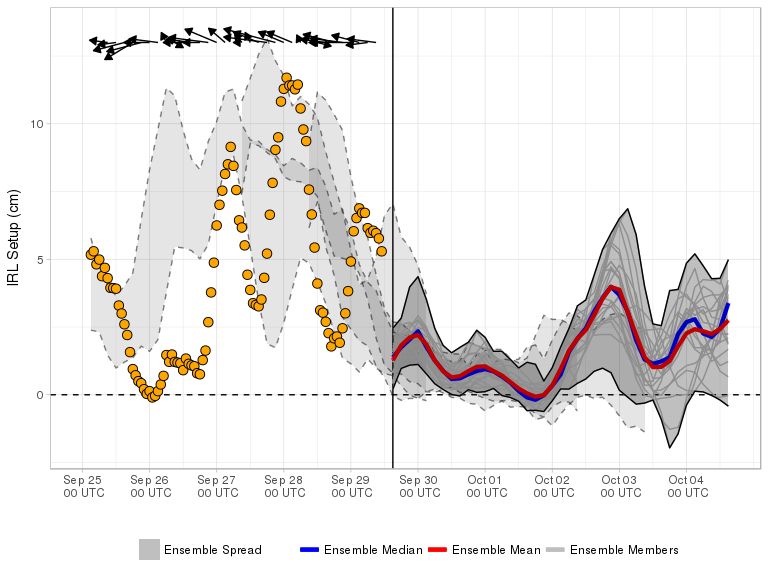 IRL Setup (cm)
10
5
0
Sep 25 Sep 26 Sep 27 Sep 28 Sep 29 Sep 30 Oct 01 Oct 02 Oct 03 Oct 04
00 UTC 00 UTC 00 UTC 00 UTC 00 UTC 00 UTC 00 UTC 00 UTC 00 UTC 00 UTC
Ensemble Spread Ensemble Median Ensemble Mean Ensemble Members